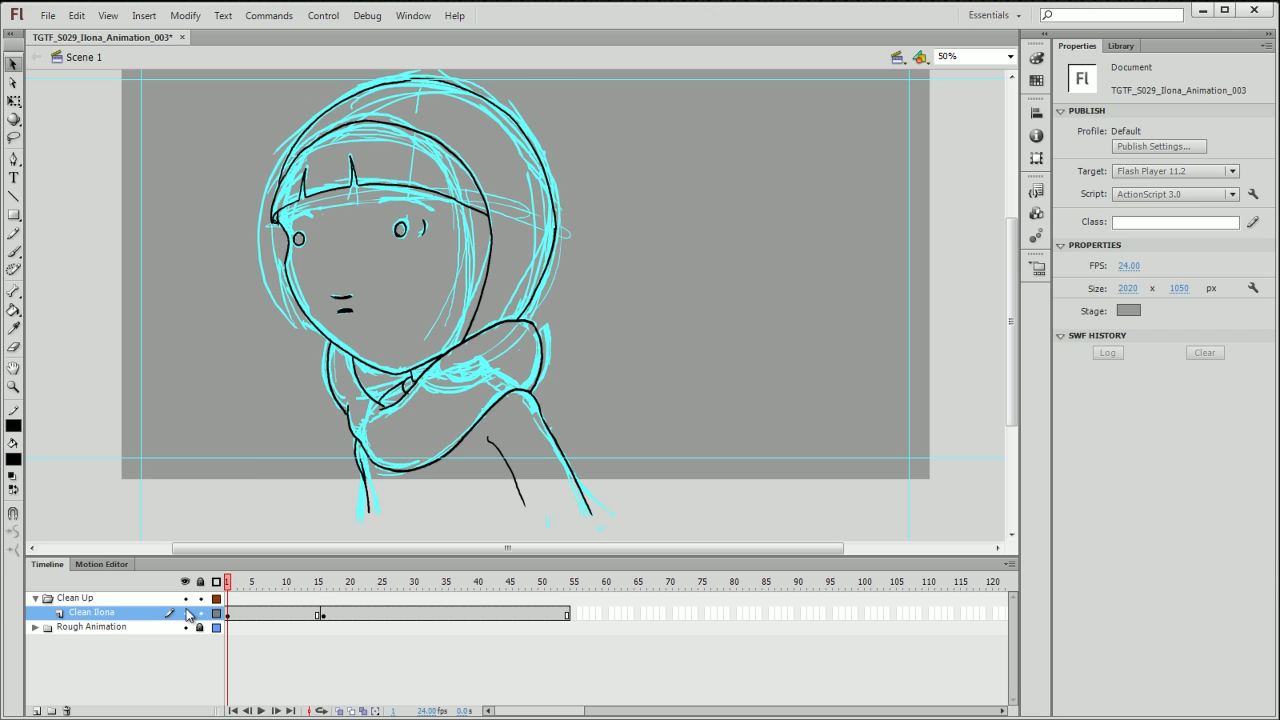 Fl File Edit View Insert Modify Text Commands Control Debug Window Help Essentials
TGTF_S029_Ilona_Animation_003* ×
Scene 1 50%
Properties Library
Fl Document
TGTF_S029_Ilona_Animation_003
PUBLISH
Profile: Default
Publish Settings...
Target: Flash Player 11.2
Script: ActionScript 3.0
Class:
PROPERTIES
FPS: 24.00
Size: 2020 x 1050 px
Stage:
SWF HISTORY
Log Clear
Timeline Motion Editor
1 5 10 15 20 25 30 35 40 45 50 55 60 65 70 75 80 85 90 95 100 105 110 115 120
Clean Up
Clean Ilona
Rough Animation
1 24.00 fps 0.0 s